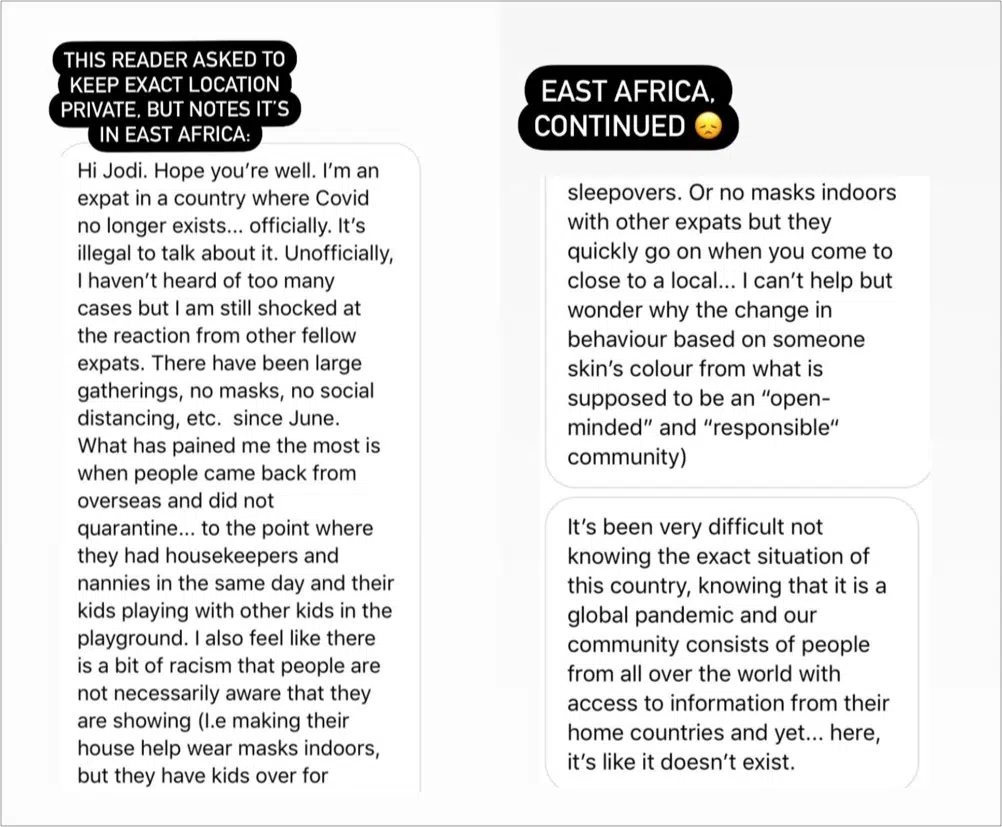 THIS READER ASKED TO
KEEP EXACT LOCATION
PRIVATE, BUT NOTES IT'S
IN EAST AFRICA:
Hi Jodi. Hope you're well. I'm an
expat in a country where Covid
no longer exists... officially. It's
illegal to talk about it. Unofficially,
I haven't heard of too many
cases but I am still shocked at
the reaction from other fellow
expats. There have been large
gatherings, no masks, no social
distancing, etc.  since June.
What has pained me the most is
when people came back from
overseas and did not
quarantine... to the point where
they had housekeepers and
nannies in the same day and their
kids playing with other kids in the
playground. I also feel like there
is a bit of racism that people are
not necessarily aware that they
are showing (I.e making their
house help wear masks indoors,
but they have kids over for
EAST AFRICA,
CONTINUED 😞
sleepovers. Or no masks indoors
with other expats but they
quickly go on when you come to
close to a local... I can't help but
wonder why the change in
behaviour based on someone
skin's colour from what is
supposed to be an "open-
minded" and "responsible"
community)
It's been very difficult not
knowing the exact situation of
this country, knowing that it is a
global pandemic and our
community consists of people
from all over the world with
access to information from their
home countries and yet... here,
it's like it doesn't exist.